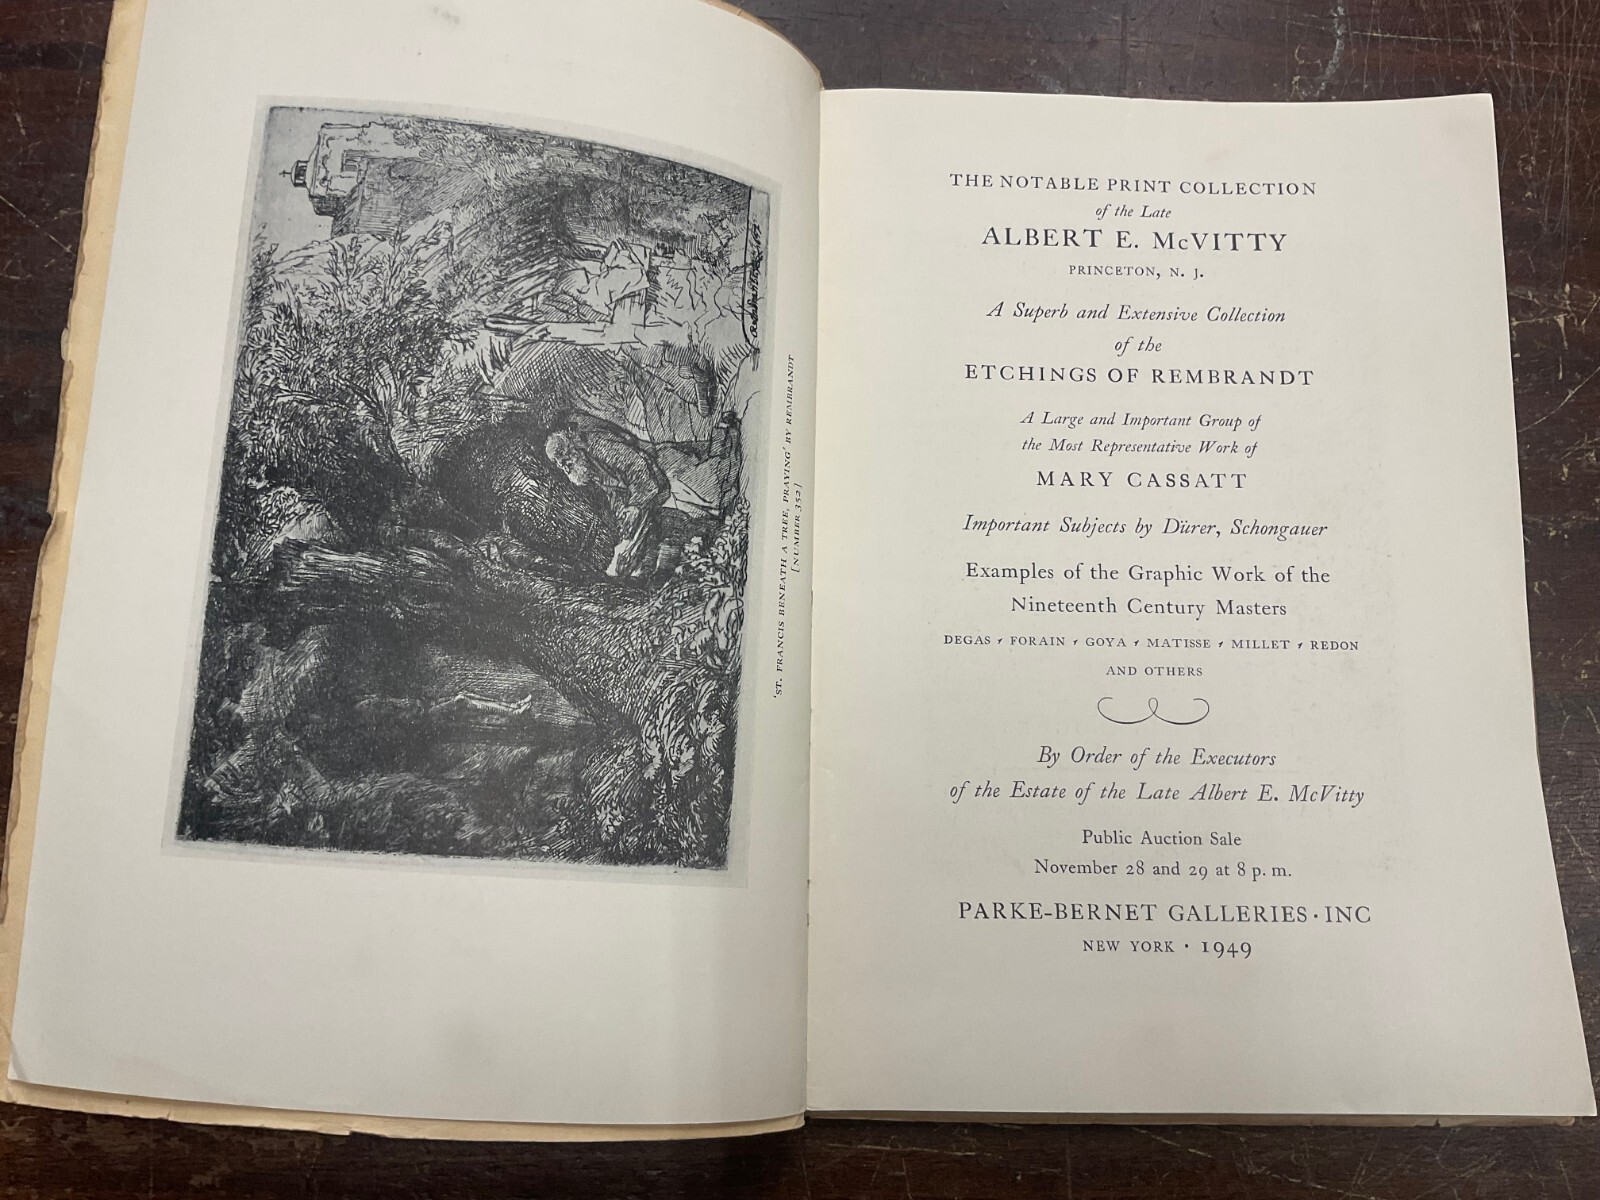 Rembrandt f. 1657
'ST. FRANCIS BENEATH A TREE, PRAYING' BY REMBRANDT
[NUMBER 352]
THE NOTABLE PRINT COLLECTION
of the Late
ALBERT E. McVITTY
PRINCETON, N. J.
A Superb and Extensive Collection
of the
ETCHINGS OF REMBRANDT
A Large and Important Group of
the Most Representative Work of
MARY CASSATT
Important Subjects by Dürer, Schongauer
Examples of the Graphic Work of the
Nineteenth Century Masters
DEGAS · FORAIN · GOYA · MATISSE · MILLET · REDON
AND OTHERS
By Order of the Executors
of the Estate of the Late Albert E. McVitty
Public Auction Sale
November 28 and 29 at 8 p. m.
PARKE-BERNET GALLERIES · INC
NEW YORK · 1949